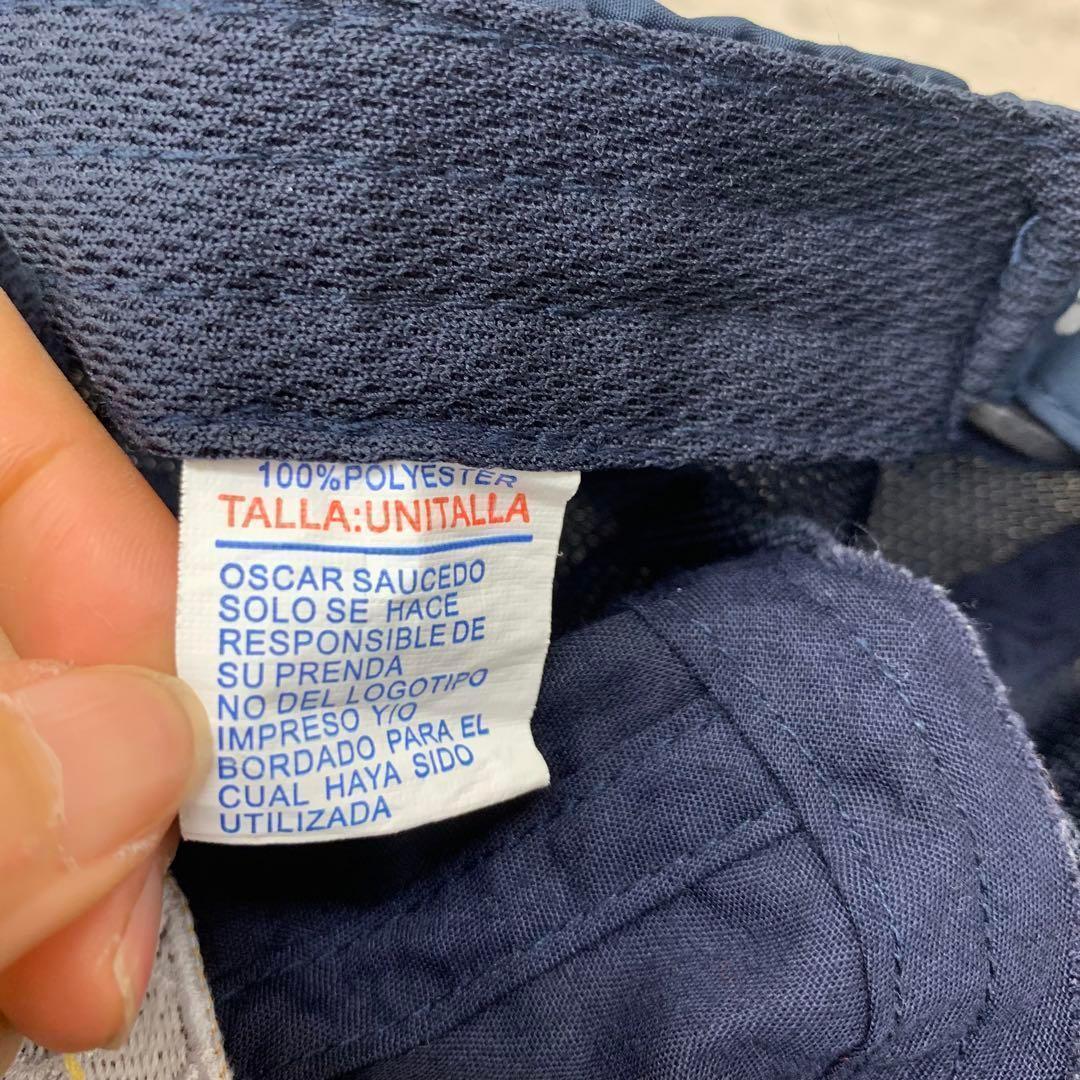 100%POLYESTER
TALLA:UNITALLA
OSCAR SAUCEDO
SOLO SE HACE
RESPONSIBLE DE
SU PRENDA
NO DEL LOGOTIPO
IMPRESO Y/O
BORDADO PARA EL
CUAL HAYA SIDO
UTILIZADA